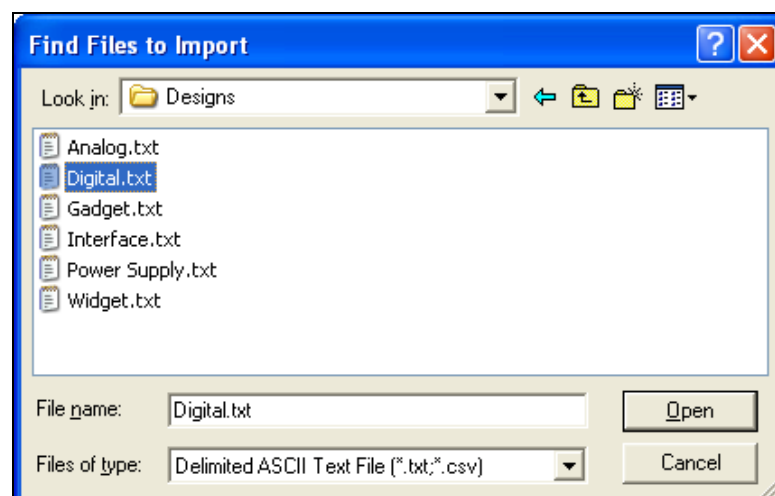 Find Files to Import
Look in: Designs
Analog.txt
Digital.txt
Gadget.txt
Interface.txt
Power Supply.txt
Widget.txt
File name: Digital.txt Open
Files of type: Delimited ASCII Text File (*.txt;*.csv) Cancel